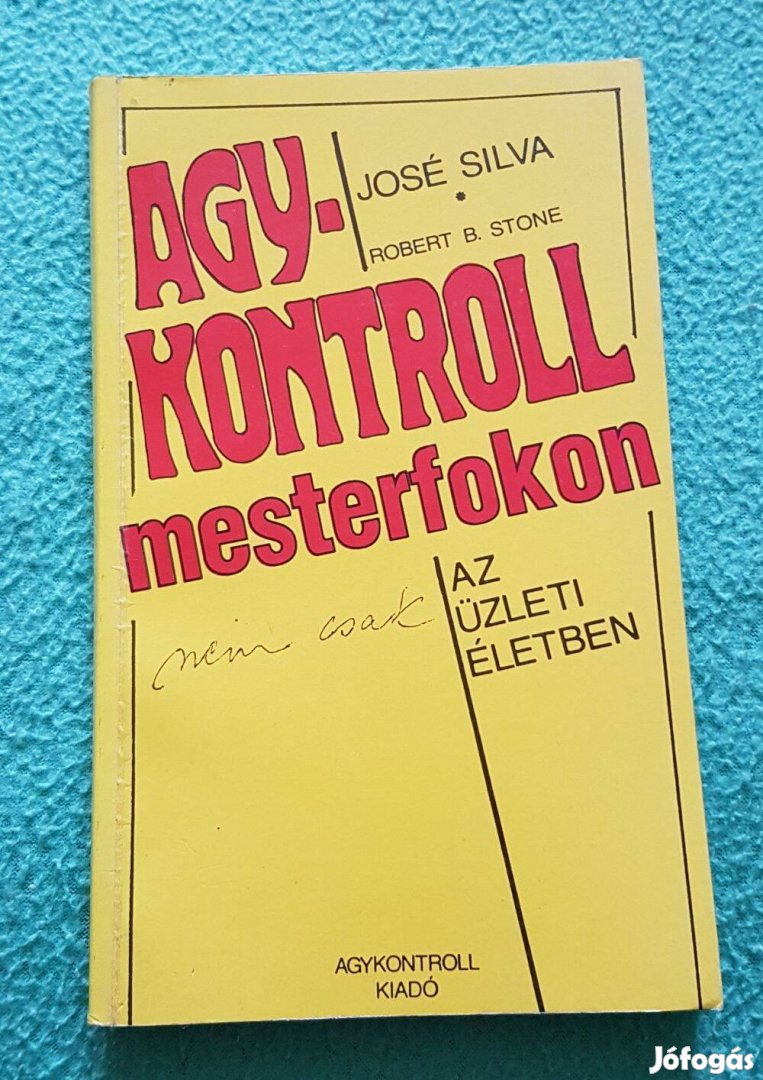 AGY-
JOSÉ SILVA
*
ROBERT B. STONE
KONTROLL
mesterfokon
nem csak
AZ
ÜZLETI
ÉLETBEN
AGYKONTROLL
KIADÓ
Jófogás